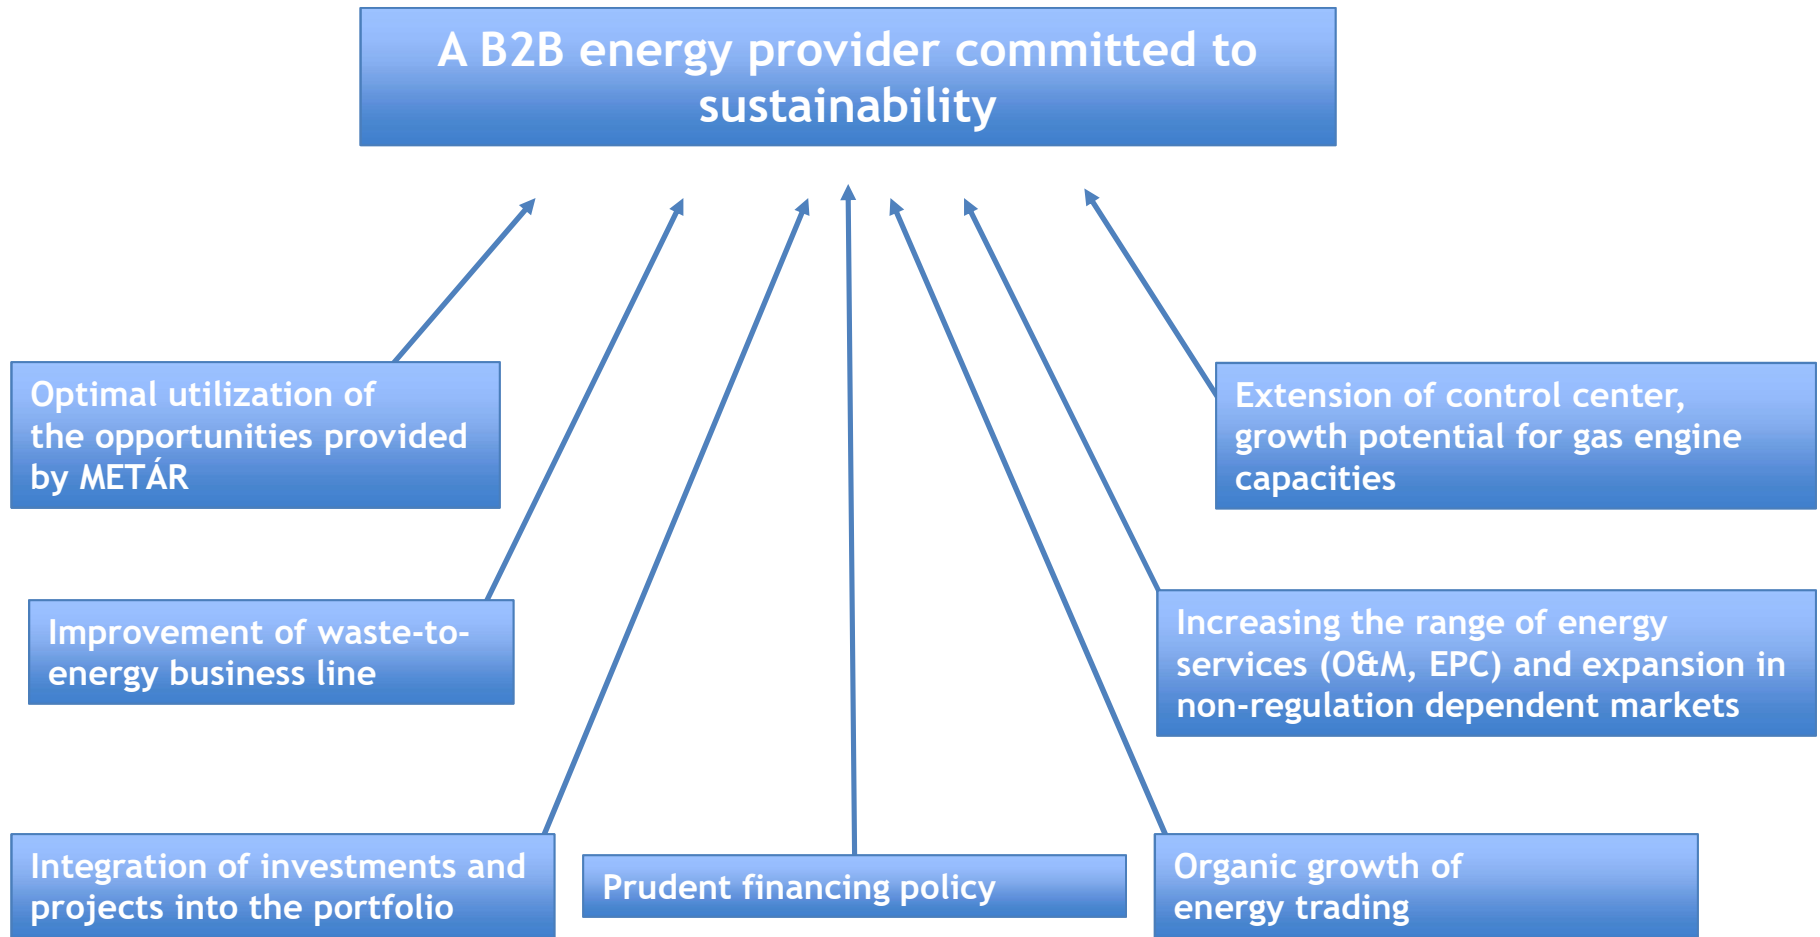 A B2B energy provider committed to
sustainability
Optimal utilization of
the opportunities provided
by METÁR
Extension of control center,
growth potential for gas engine
capacities
Improvement of waste-to-
energy business line
Increasing the range of energy
services (O&M, EPC) and expansion in
non-regulation dependent markets
Integration of investments and
projects into the portfolio
Prudent financing policy
Organic growth of
energy trading